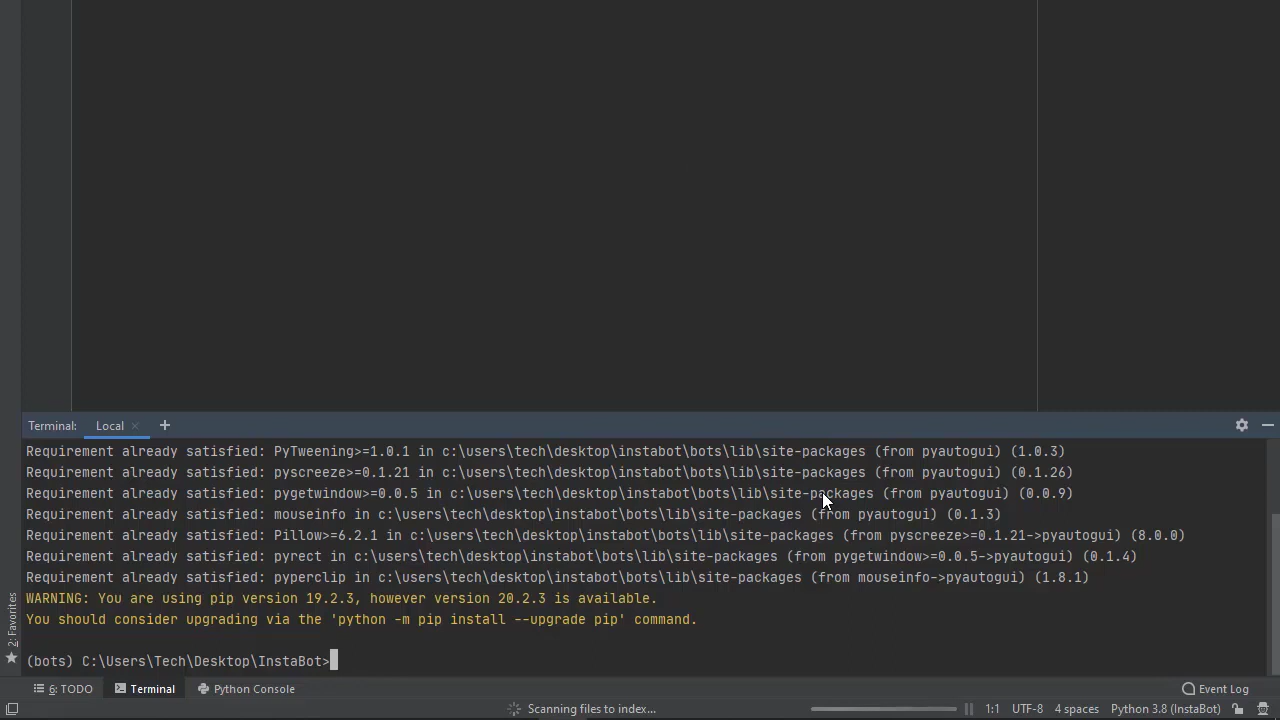 Terminal: Local × +
Requirement already satisfied: PyTweening>=1.0.1 in c:\users\tech\desktop\instabot\bots\lib\site-packages (from pyautogui) (1.0.3)
Requirement already satisfied: pyscreeze>=0.1.21 in c:\users\tech\desktop\instabot\bots\lib\site-packages (from pyautogui) (0.1.26)
Requirement already satisfied: pygetwindow>=0.0.5 in c:\users\tech\desktop\instabot\bots\lib\site-packages (from pyautogui) (0.0.9)
Requirement already satisfied: mouseinfo in c:\users\tech\desktop\instabot\bots\lib\site-packages (from pyautogui) (0.1.3)
Requirement already satisfied: Pillow>=6.2.1 in c:\users\tech\desktop\instabot\bots\lib\site-packages (from pyscreeze>=0.1.21->pyautogui) (8.0.0)
Requirement already satisfied: pyrect in c:\users\tech\desktop\instabot\bots\lib\site-packages (from pygetwindow>=0.0.5->pyautogui) (0.1.4)
Requirement already satisfied: pyperclip in c:\users\tech\desktop\instabot\bots\lib\site-packages (from mouseinfo->pyautogui) (1.8.1)
WARNING: You are using pip version 19.2.3, however version 20.2.3 is available.
You should consider upgrading via the 'python -m pip install --upgrade pip' command.
(bots) C:\Users\Tech\Desktop\InstaBot>
2: Favorites
6: TODO Terminal Python Console Event Log
Scanning files to index... 1:1 UTF-8 4 spaces Python 3.8 (InstaBot)